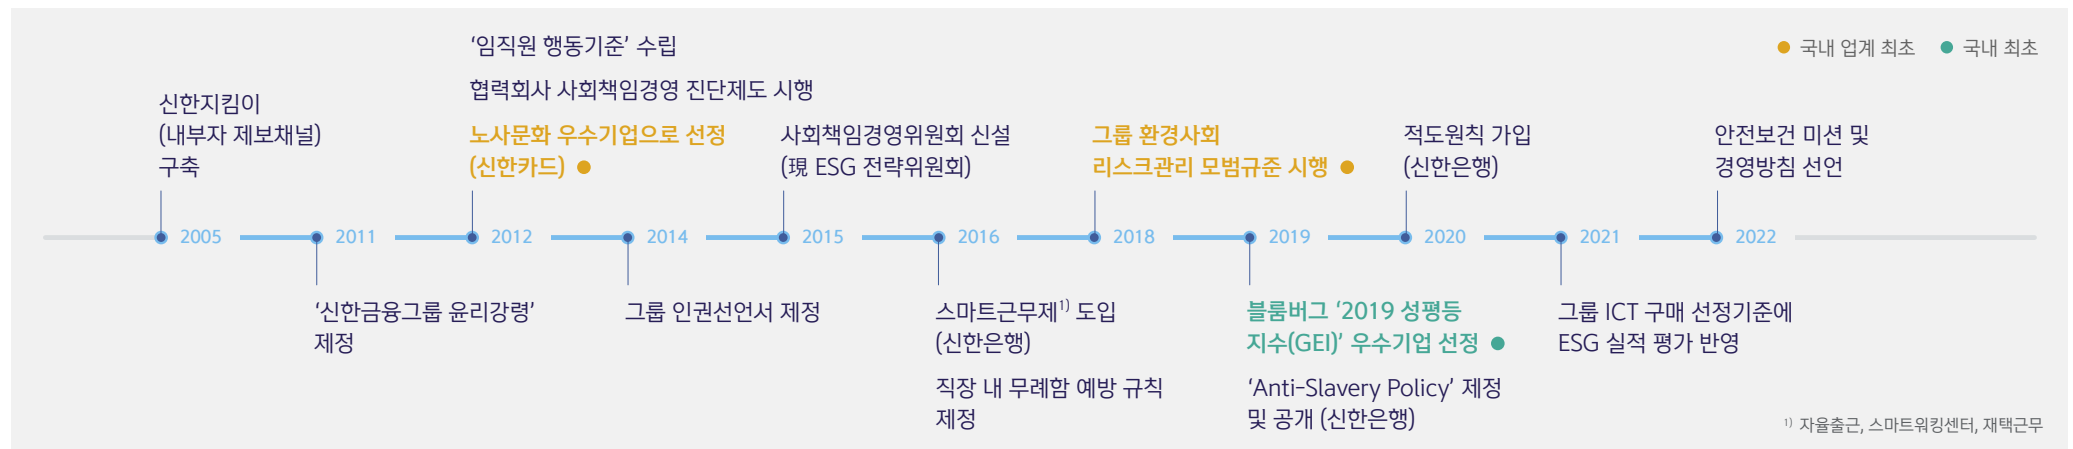 ● 국내 업계 최초 ● 국내 최초
신한지킴이
(내부자 제보채널)
구축
2005
2011
‘신한금융그룹 윤리강령’
제정
‘임직원 행동기준’ 수립
협력회사 사회책임경영 진단제도 시행
노사문화 우수기업으로 선정
(신한카드) ●
2012
2014
그룹 인권선언서 제정
사회책임경영위원회 신설
(現 ESG 전략위원회)
2015
2016
스마트근무제¹⁾ 도입
(신한은행)
직장 내 무례함 예방 규칙
제정
그룹 환경사회
리스크관리 모범규준 시행 ●
2018
2019
블룸버그 ‘2019 성평등
지수(GEI)’ 우수기업 선정 ●
‘Anti-Slavery Policy’ 제정
및 공개 (신한은행)
적도원칙 가입
(신한은행)
2020
2021
그룹 ICT 구매 선정기준에
ESG 실적 평가 반영
안전보건 미션 및
경영방침 선언
2022
¹⁾ 자율출근, 스마트워킹센터, 재택근무